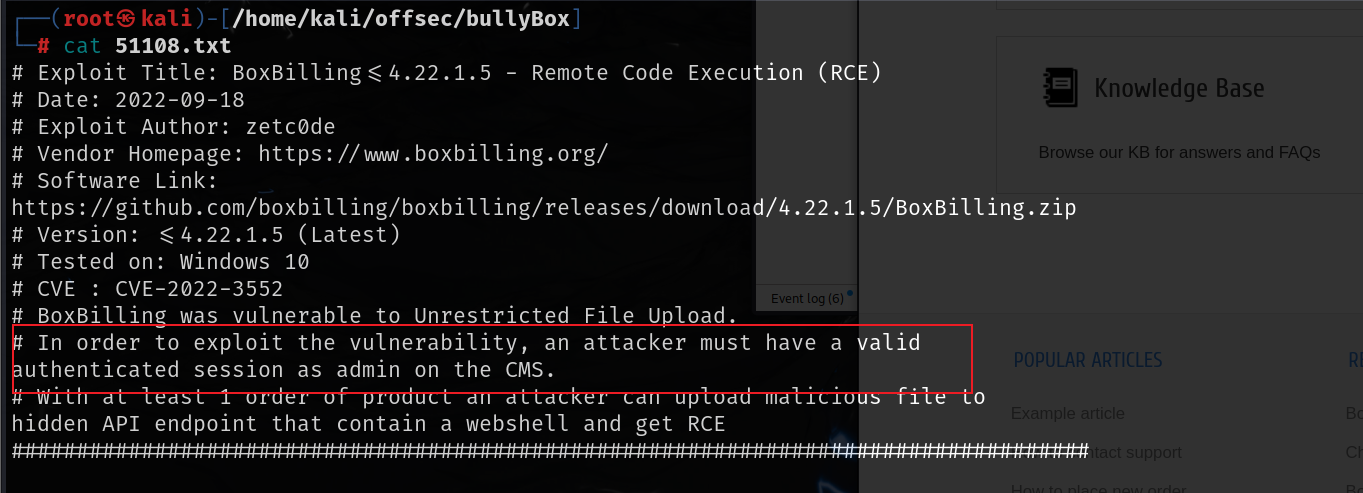 ┌──(root㉿kali)-[/home/kali/offsec/bullyBox]
└─# cat 51108.txt
# Exploit Title: BoxBilling<=4.22.1.5 - Remote Code Execution (RCE)
# Date: 2022-09-18
# Exploit Author: zetc0de
# Vendor Homepage: https://www.boxbilling.org/
# Software Link:
https://github.com/boxbilling/boxbilling/releases/download/4.22.1.5/BoxBilling.zip
# Version: <=4.22.1.5 (Latest)
# Tested on: Windows 10
# CVE : CVE-2022-3552
# BoxBilling was vulnerable to Unrestricted File Upload.
# In order to exploit the vulnerability, an attacker must have a valid
authenticated session as admin on the CMS.
# With at least 1 order of product an attacker can upload malicious file to
hidden API endpoint that contain a webshell and get RCE
###################################################################################
Knowledge Base
Browse our KB for answers and FAQs
Event log (6)
POPULAR ARTICLES
Example article
support
How to place new order